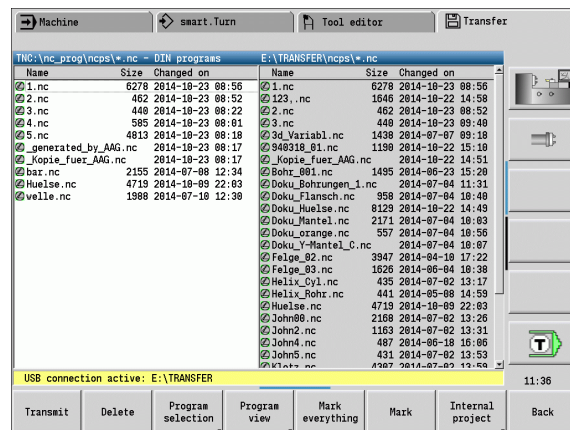 Machine smart.Turn Tool editor Transfer
TNC:\nc_prog\ncps\*.nc - DIN programs E:\TRANSFER\ncps\*.nc
Name Size Changed on Name Size Changed on
1.nc 6278 2014-10-23 08:56 1.nc 6278 2014-10-23 08:56
2.nc 462 2014-10-23 08:52 123,.nc 1646 2014-10-22 14:58
3.nc 440 2014-10-23 08:22 2.nc 462 2014-10-23 08:52
4.nc 505 2014-10-23 08:01 3.nc 440 2014-10-23 09:40
5.nc 4813 2014-10-23 08:18 3d_Variabl.nc 1438 2014-07-07 09:18
_generated_by_AAG.nc 2014-10-23 08:17 940318_01.nc 1190 2014-10-22 15:10
_Kopie_fuer_AAG.nc 2014-10-23 08:17 _Kopie_fuer_AAG.nc 2014-10-22 14:51
bar.nc 2155 2014-07-08 12:34 Bohr_001.nc 1495 2014-06-23 15:20
Huelse.nc 4719 2014-10-09 22:03 Doku_Bohrungen_1.nc 2014-07-04 11:31
velle.nc 1988 2014-07-10 12:30 Doku_Flansch.nc 958 2014-07-04 10:40
Doku_Huelse.nc 8129 2014-10-22 14:49
Doku_Mantel.nc 2171 2014-07-04 10:03
Doku_orange.nc 557 2014-07-04 10:56
Doku_Y-Mantel_C.nc 2014-07-04 10:07
Felge_02.nc 3947 2014-04-10 17:22
Felge_03.nc 1626 2014-06-04 10:38
Helix_Cyl.nc 435 2014-07-02 13:17
Helix_Rohr.nc 441 2014-05-08 14:59
Huelse.nc 4719 2014-10-09 22:03
John00.nc 2168 2014-07-02 13:26
John2.nc 1163 2014-07-02 13:31
John4.nc 487 2014-06-18 16:06
John5.nc 431 2014-07-02 13:53
Klotz.nc 4307 2014-07-02 13:59
USB connection active: E:\TRANSFER
T
11:36
Transmit Delete Program selection Program view Mark everything Mark Internal project Back